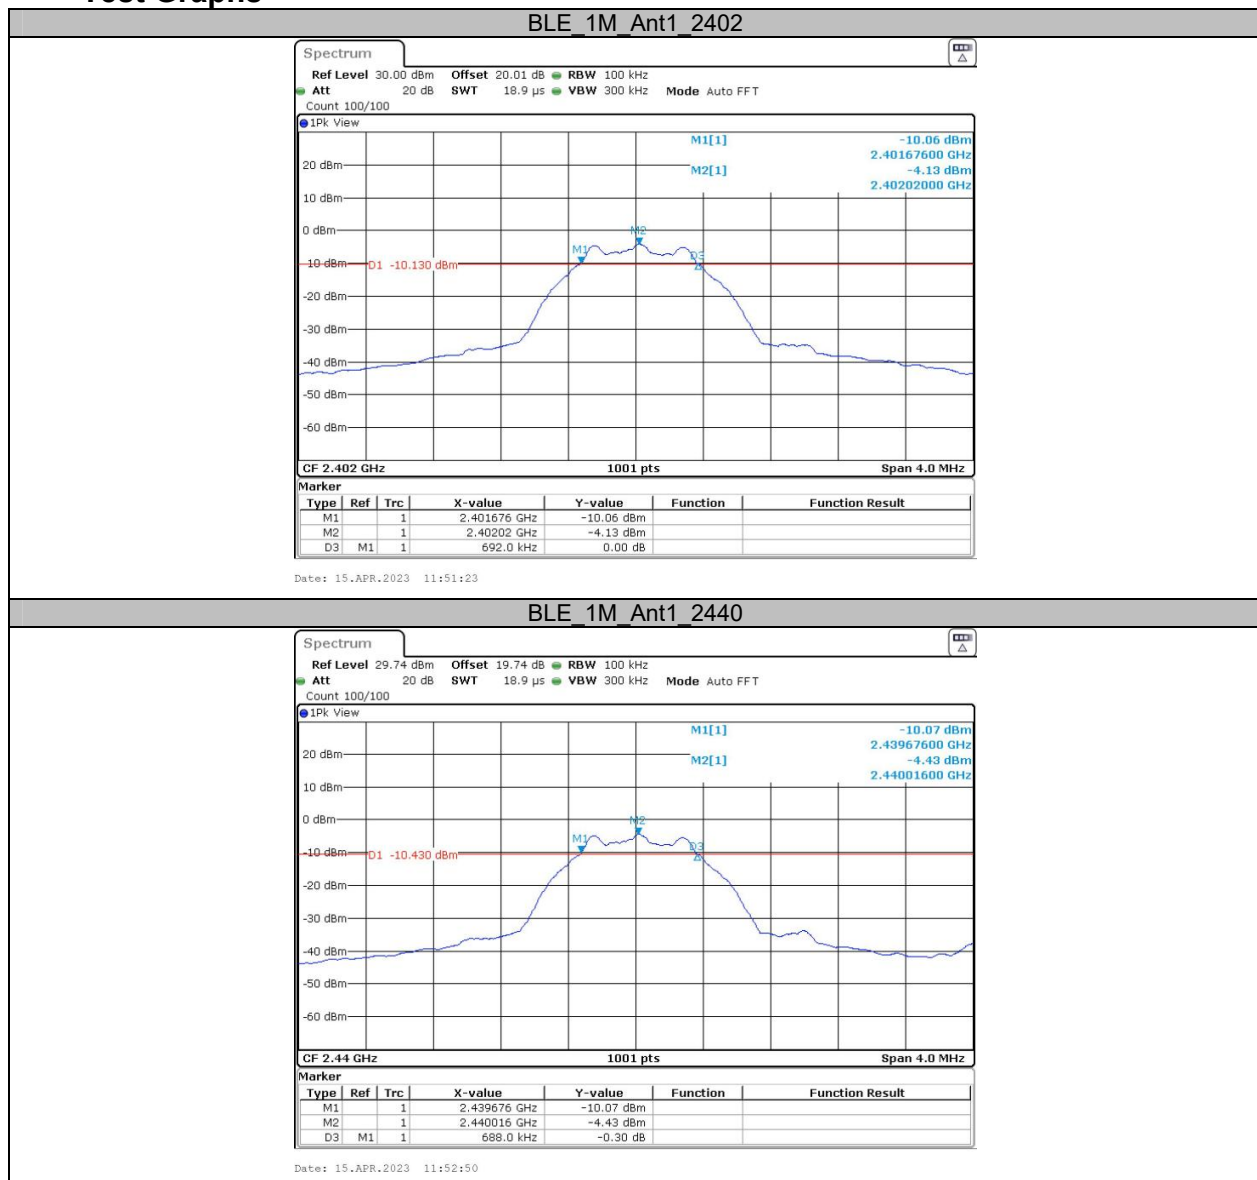 Test Graphs
BLE_1M_Ant1_2402
Spectrum
Ref Level 30.00 dBm Offset 20.01 dB RBW 100 kHz
Att 20 dB SWT 18.9 µs VBW 300 kHz Mode Auto FFT
Count 100/100
1Pk View
M1[1] -10.06 dBm
2.40167600 GHz
20 dBm
M2[1] -4.13 dBm
2.40202000 GHz
10 dBm
0 dBm
M2
M1
D3
-10 dBm
D1 -10.130 dBm
-20 dBm
-30 dBm
-40 dBm
-50 dBm
-60 dBm
CF 2.402 GHz 1001 pts Span 4.0 MHz
Marker
Type Ref Trc X-value Y-value Function Function Result
M1 1 2.401676 GHz -10.06 dBm
M2 1 2.40202 GHz -4.13 dBm
D3 M1 1 692.0 kHz 0.00 dB
Date: 15.APR.2023 11:51:23
BLE_1M_Ant1_2440
Spectrum
Ref Level 29.74 dBm Offset 19.74 dB RBW 100 kHz
Att 20 dB SWT 18.9 µs VBW 300 kHz Mode Auto FFT
Count 100/100
1Pk View
M1[1] -10.07 dBm
2.43967600 GHz
20 dBm
M2[1] -4.43 dBm
2.44001600 GHz
10 dBm
0 dBm
M2
M1
D3
-10 dBm
D1 -10.430 dBm
-20 dBm
-30 dBm
-40 dBm
-50 dBm
-60 dBm
CF 2.44 GHz 1001 pts Span 4.0 MHz
Marker
Type Ref Trc X-value Y-value Function Function Result
M1 1 2.439676 GHz -10.07 dBm
M2 1 2.440016 GHz -4.43 dBm
D3 M1 1 688.0 kHz -0.30 dB
Date: 15.APR.2023 11:52:50